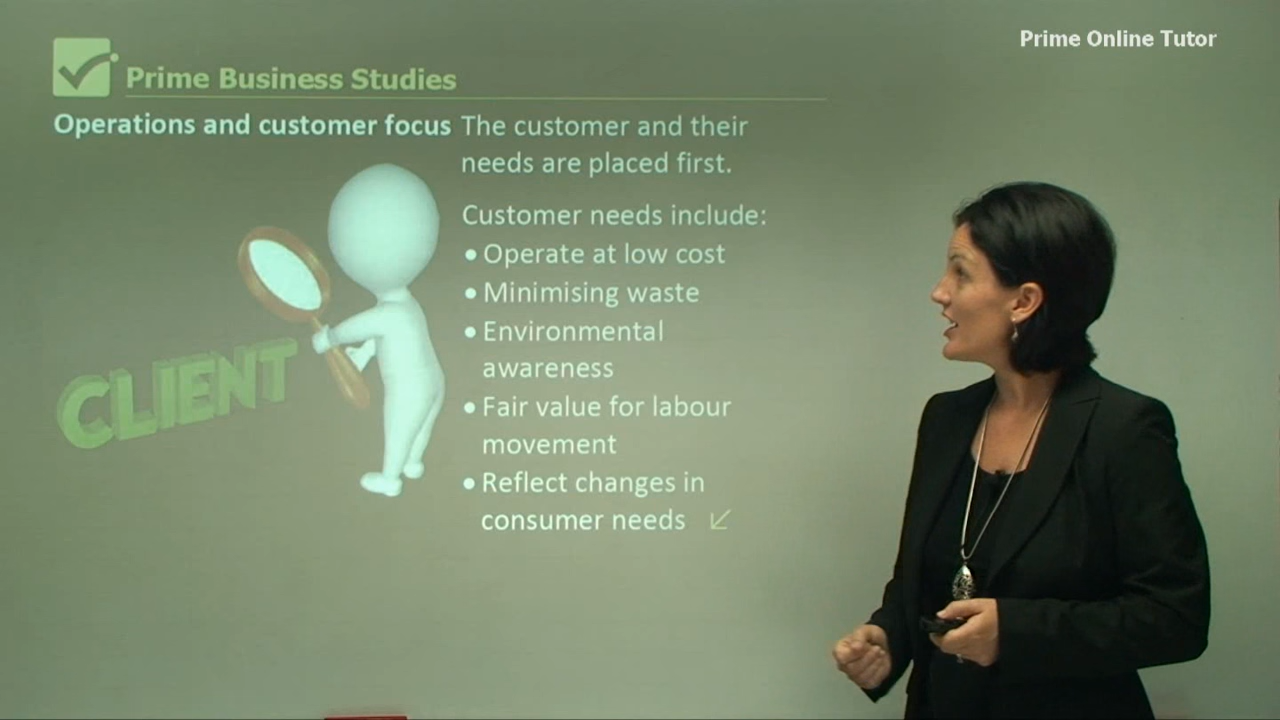 Prime Online Tutor
Prime Business Studies
Operations and customer focus
The customer and their
needs are placed first.
Customer needs include:
• Operate at low cost
• Minimising waste
• Environmental
awareness
• Fair value for labour
movement
• Reflect changes in
consumer needs
CLIENT